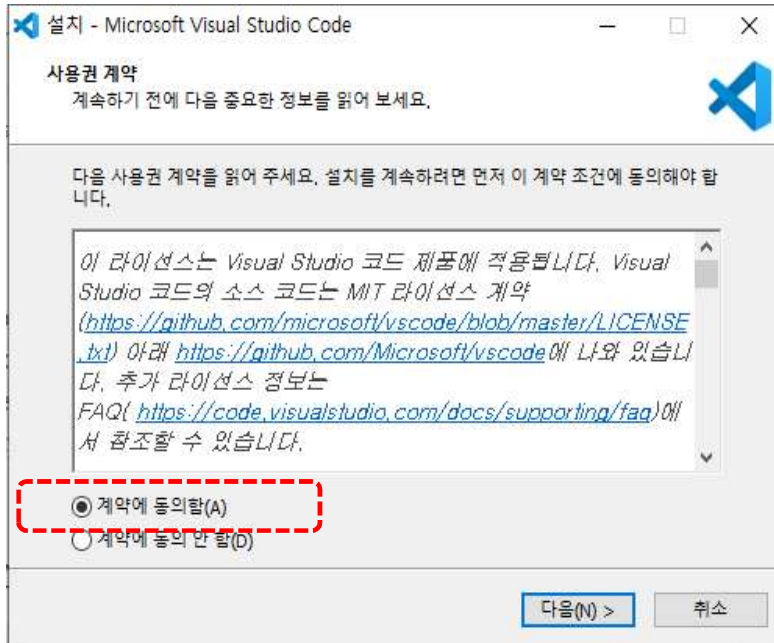 설치 - Microsoft Visual Studio Code
사용권 계약
계속하기 전에 다음 중요한 정보를 읽어 보세요.
다음 사용권 계약을 읽어 주세요. 설치를 계속하려면 먼저 이 계약 조건에 동의해야 합
니다.
이 라이선스는 Visual Studio 코드 제품에 적용됩니다. Visual
Studio 코드의 소스 코드는 MIT 라이선스 계약
(https://github.com/microsoft/vscode/blob/master/LICENSE
.txt) 아래 https://github.com/Microsoft/vscode에 나와 있습니
다. 추가 라이선스 정보는
FAQ( https://code.visualstudio.com/docs/supporting/faq)에
서 참조할 수 있습니다.
계약에 동의함(A)
계약에 동의 안 함(D)
다음(N) >
취소